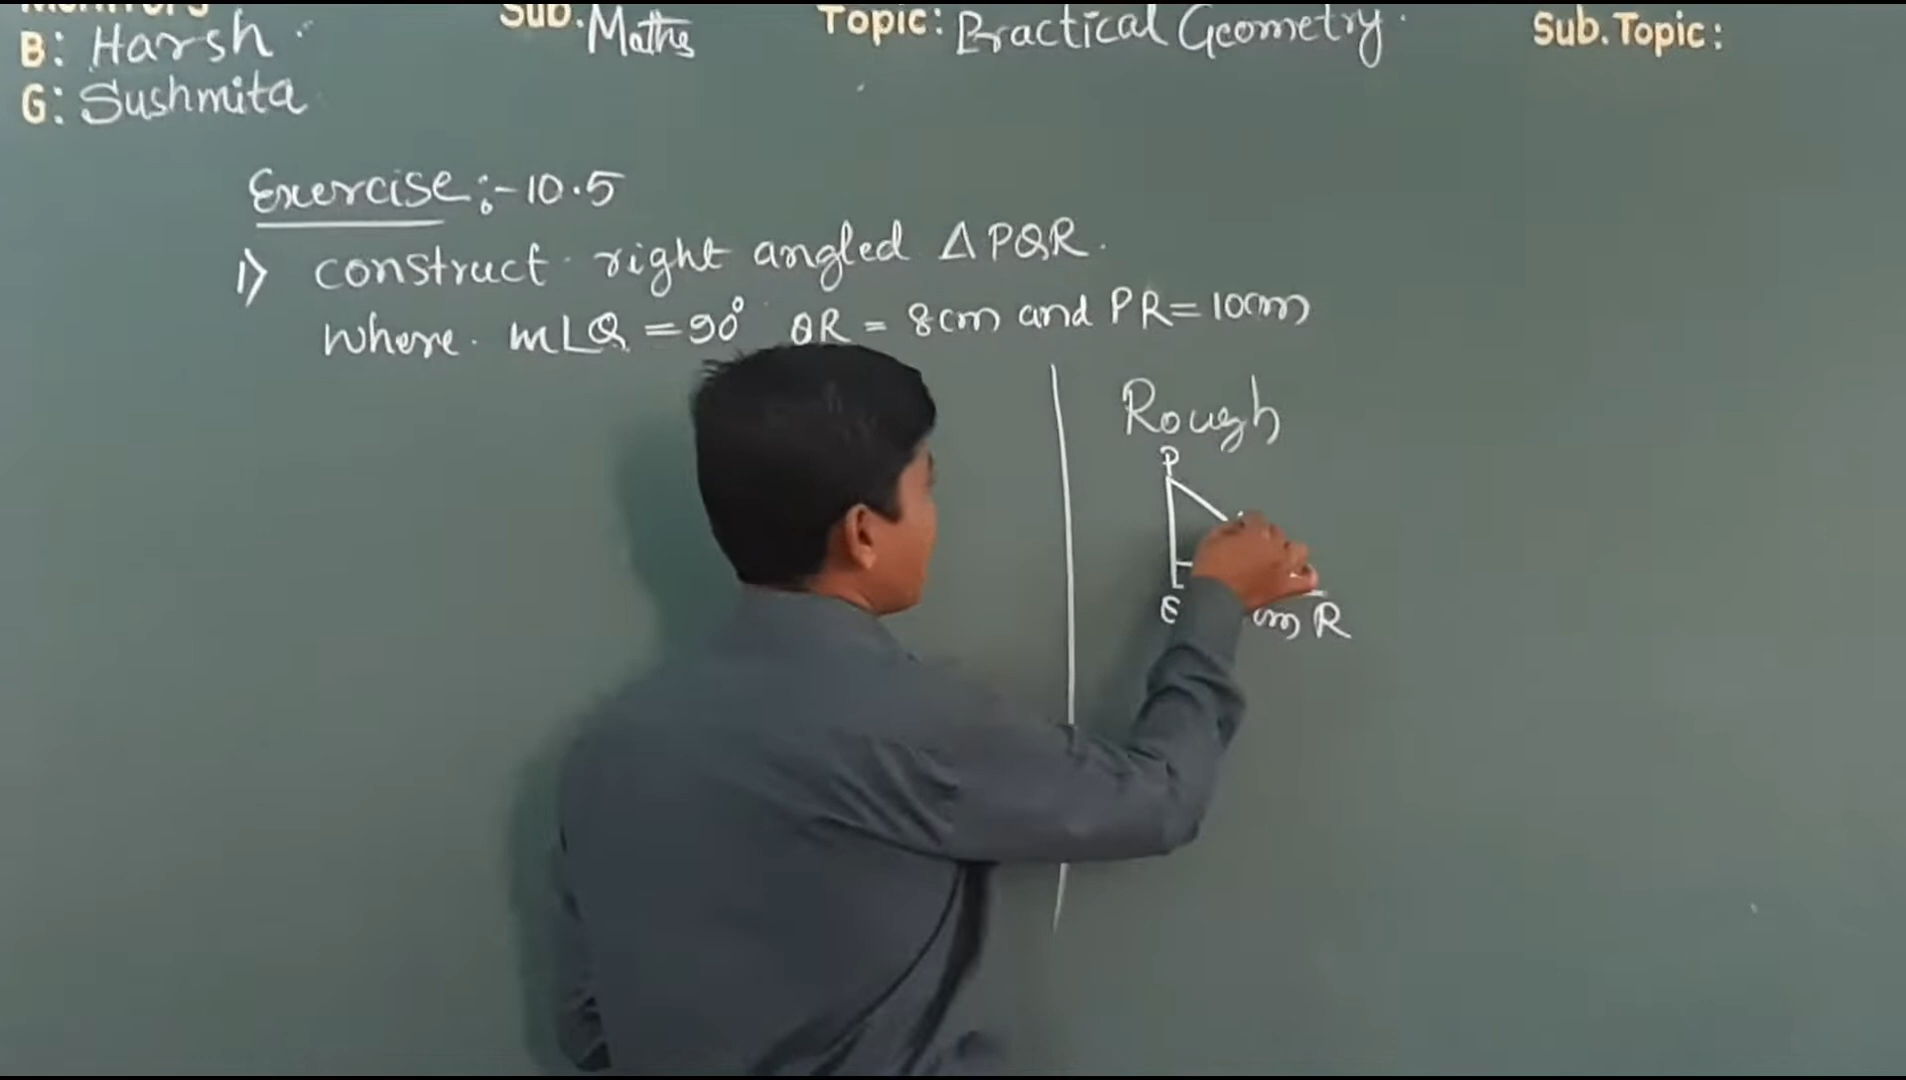 B: Harsh
G: Sushmita
Sub. Maths
Topic: Practical Geometry.
Sub. Topic:
Exercise:-10.5
1) construct right angled ΔPQR.
where. m∠Q = 90° QR = 8cm and PR = 10cm
Rough
P
cm R